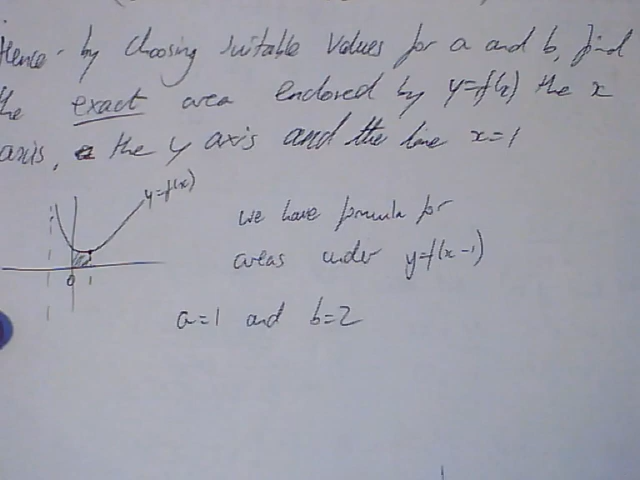 Hence - by choosing suitable values for a and b, find
the exact area enclosed by y=f(x) the x
axis, the y axis and the line x=1
y=f(x)
we have formula for
areas under y=f(x-1)
0 1
a=1 and b=2